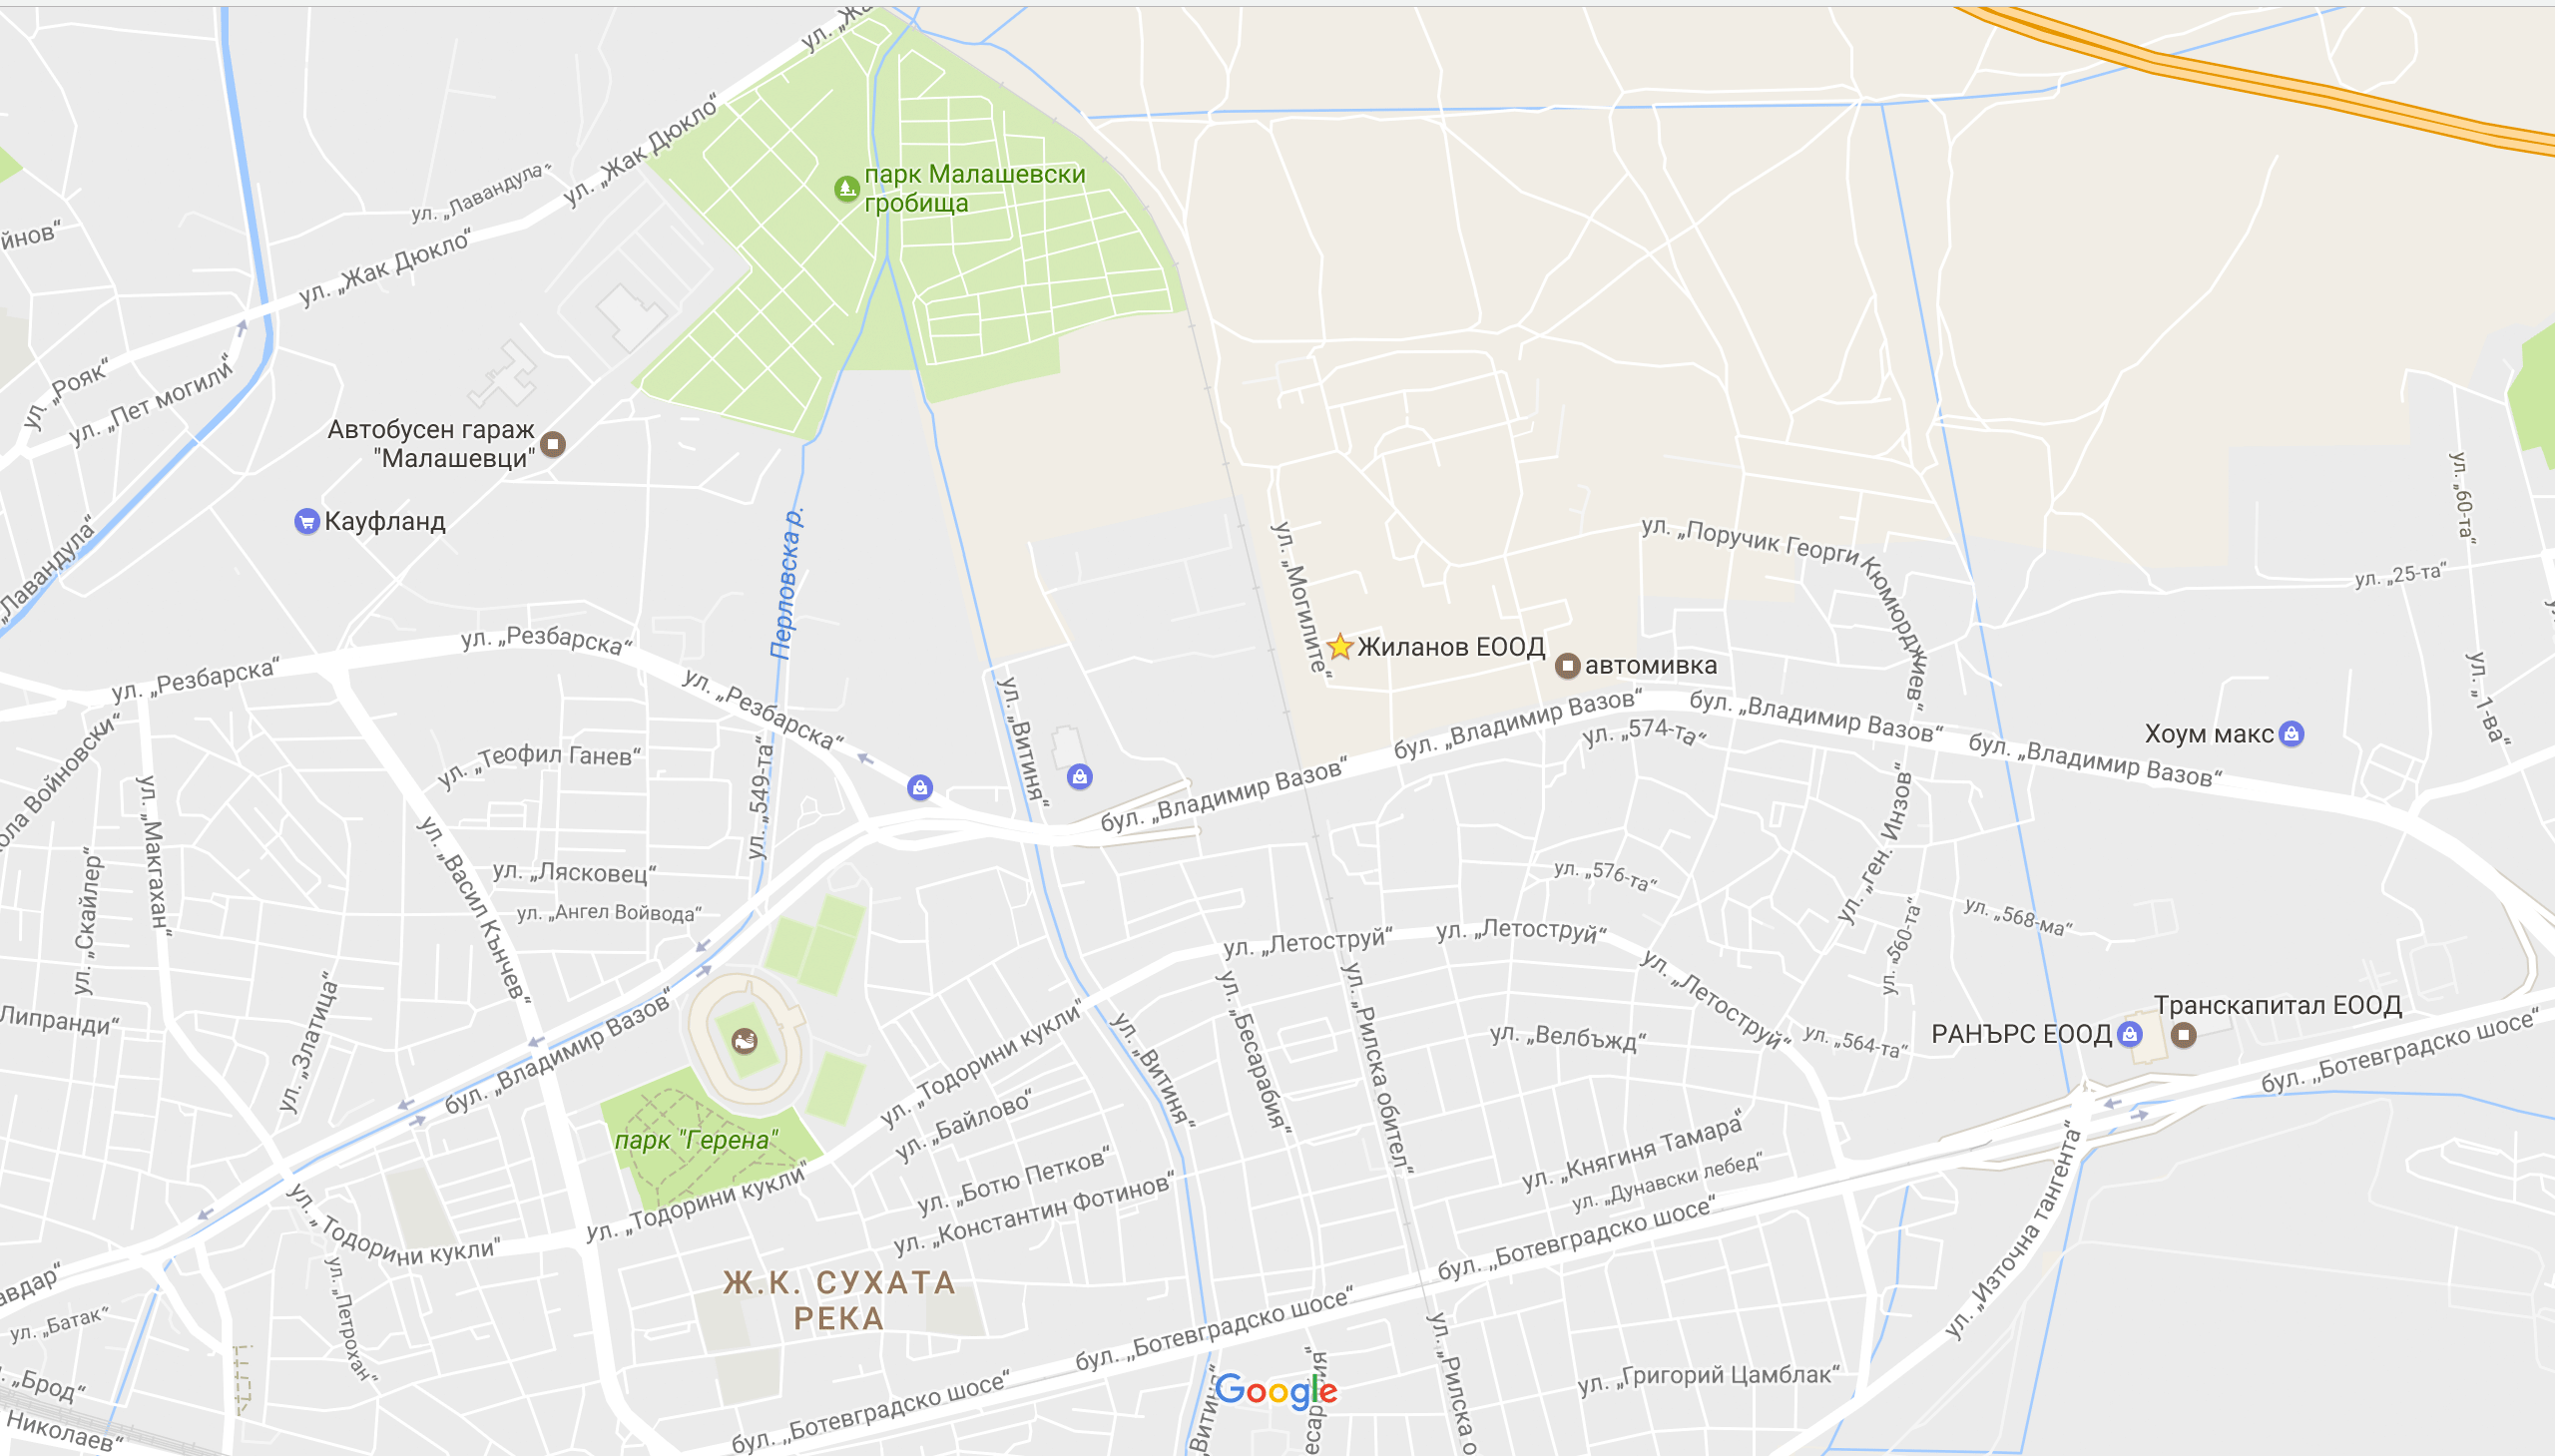 ул. „Жак Дюкло“
ул. „Лавандула“
ул. „Жак Дюкло“
парк Малашевски
гробища
ул. „Рояк“
ул. „Пет могили“
Автобусен гараж
"Малашевци"
Кауфланд
„Лавандула“
Перловска р.
ул. „Могилите“
ул. „Поручик Георги Кюмюрджиев“
ул. „60-та“
ул. „25-та“
ул. „1-ва“
ул. „Резбарска“
ул. „Резбарска“
ул. „Резбарска“
Жиланов ЕООД
автомивка
ул. „Витиня“
бул. „Владимир Вазов“
бул. „Владимир Вазов“
бул. „Владимир Вазов“
бул. „Владимир Вазов“
ул. „574-та“
Хоум макс
ул. „Теофил Ганев“
ул. „549-та“
ул. „Макгахан“
ул. „Скайлер“
ул. „Васил Кънчев“
ул. „Лясковец“
ул. „Ангел Войвода“
ул. „576-та“
ул. „ген. Инзов“
ул. „560-та“
ул. „568-ма“
ул. „Летоструй“
ул. „Летоструй“
ул. „Летоструй“
Липранди“
ул. „Златица“
бул. „Владимир Вазов“
ул. „Тодорини кукли"
ул. „Витиня“
ул. „Бесарабия“
ул. „Рилска обител“
ул. „Велбъжд“
ул. „564-та“
Транскапитал ЕООД
РАНЪРС ЕООД
бул. „Ботевградско шосе“
парк "Герена"
ул. „Байлово“
ул. „Ботю Петков“
ул. „Константин Фотинов“
ул. „Княгиня Тамара“
ул. „Дунавски лебед“
бул. „Ботевградско шосе“
ул. „Източна тангента“
ул. „Тодорини кукли"
ул. „ Тодорини кукли"
ул. „Петрохан“
Ж.К. СУХАТА
РЕКА
ул. „Батак“
„Брод“
Николаев“
бул. „Ботевградско шосе“
бул. „Ботевградско шосе“
ул. „Григорий Цамблак“
Google